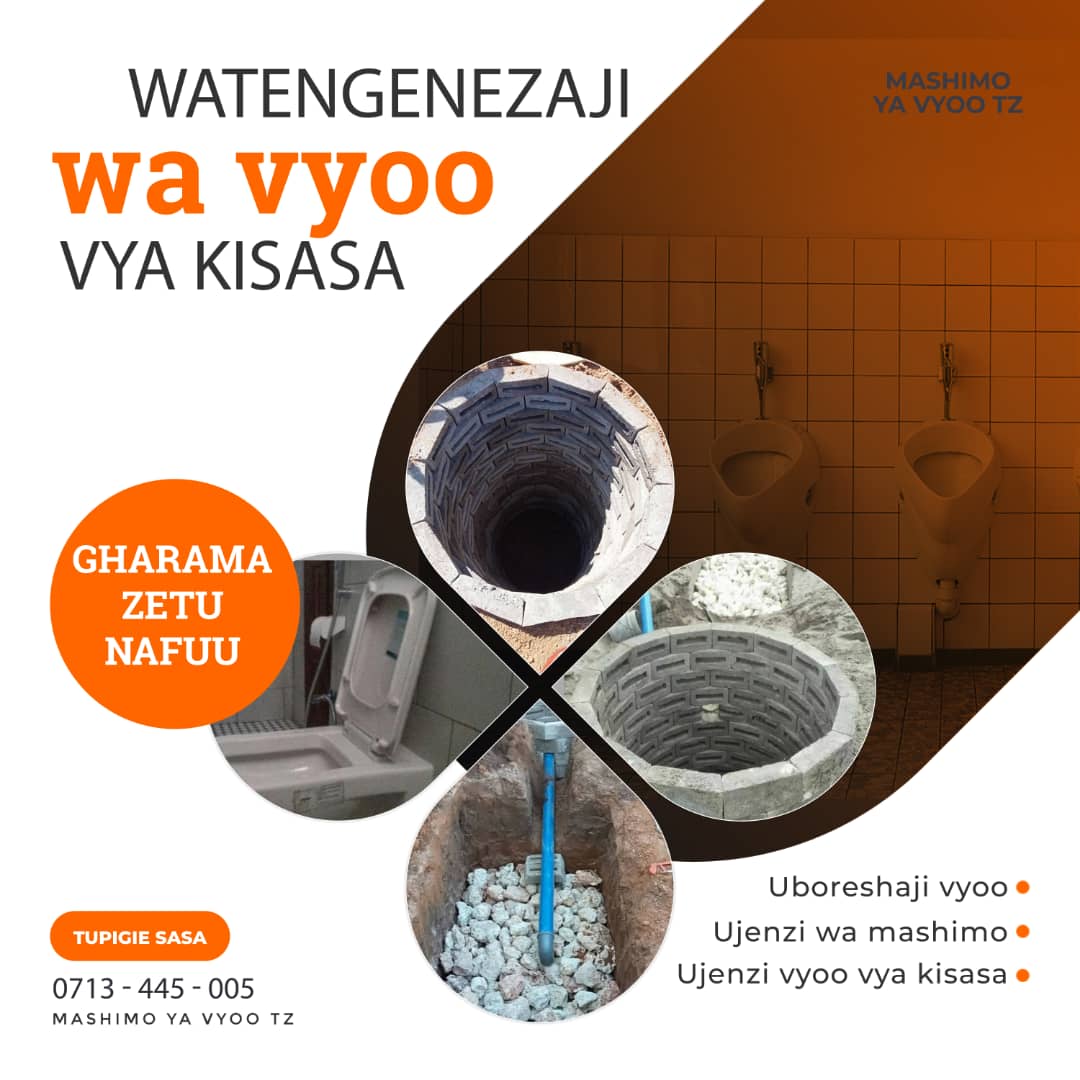 WATENGENEZAJI
wa vyoo
VYA KISASA
MASHIMO
YA VYOO TZ
GHARAMA
ZETU
NAFUU
Uboreshaji vyoo
Ujenzi wa mashimo
Ujenzi vyoo vya kisasa
TUPIGIE SASA
0713 - 445 - 005
MASHIMO YA VYOO TZ